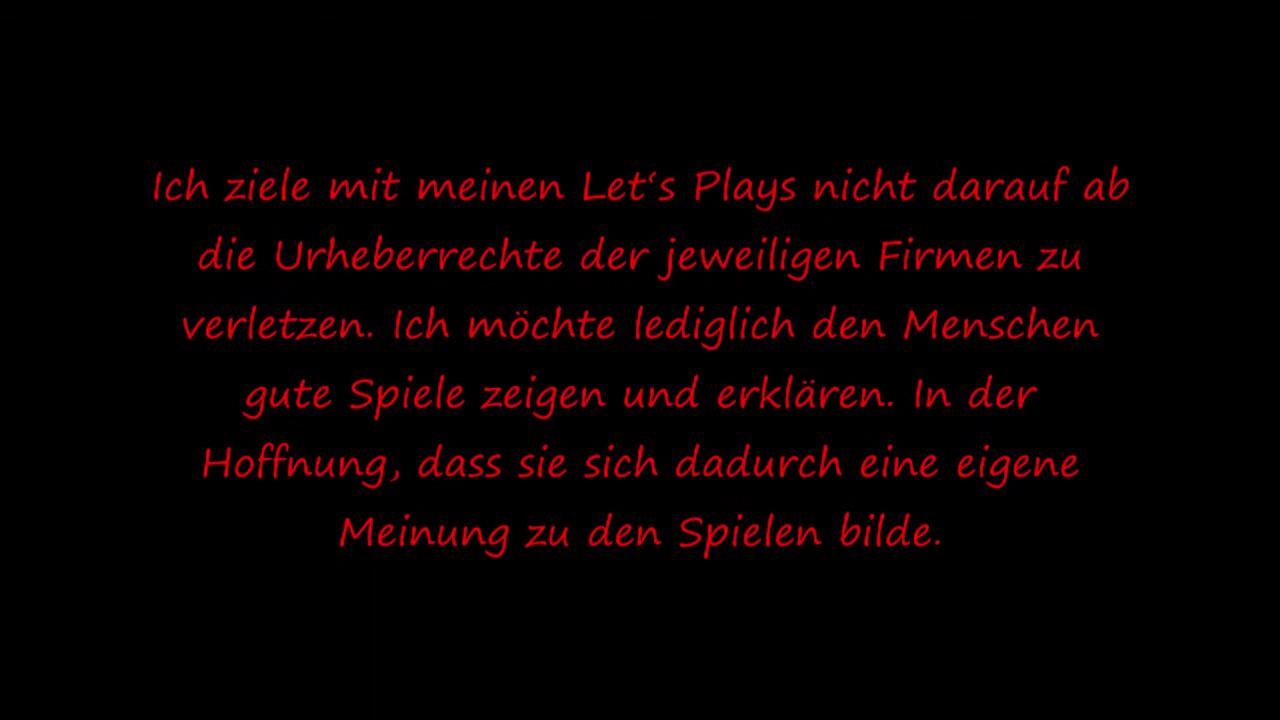 Ich ziele mit meinen Let‘s Plays nicht darauf ab
die Urheberrechte der jeweiligen Firmen zu
verletzen. Ich möchte lediglich den Menschen
gute Spiele zeigen und erklären. In der
Hoffnung, dass sie sich dadurch eine eigene
Meinung zu den Spielen bilde.